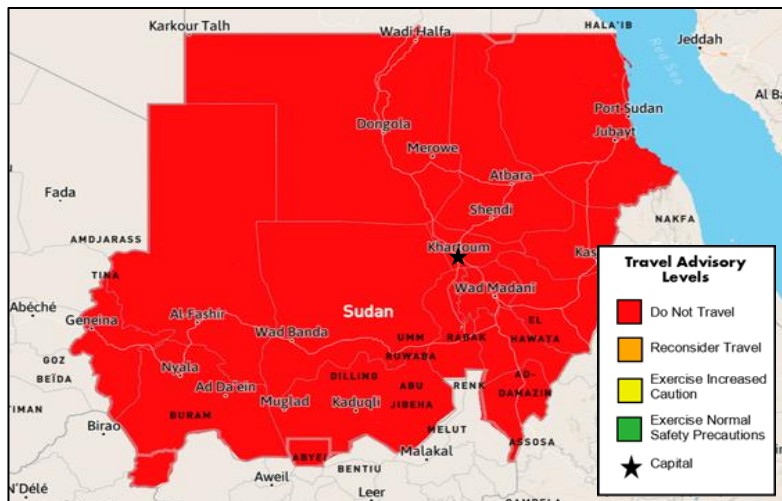 Karkour Talh
Wadi Halfa
HALA'IB
Jeddah
Red Sea
Al Ba
Port Sudan
Dongola
Jubayt
Merowe
Atbara
Fada
Shendi
NAKFA
AMDJARASS
Khartoum
Kas
TINA
Wad Madani
Abéché
Geneina
Al-Fashir
Sudan
EL
HAWATA
Wad Banda
UMM
RUWABA
RABAK
GOZ
BEÏDA
Nyala
Ad Da'ein
DILLING
RENK
AD-
DAMAZIN
TIMAN
Muglad
Kaduqli
ABU
JIBEHA
BURAM
Birao
MELUT
ASSOSA
ABYEI
Malakal
BENTIU
N'Délé
Aweil
Leer
GAMBELA
Travel Advisory
Levels
Do Not Travel
Reconsider Travel
Exercise Increased
Caution
Exercise Normal
Safety Precautions
Capital